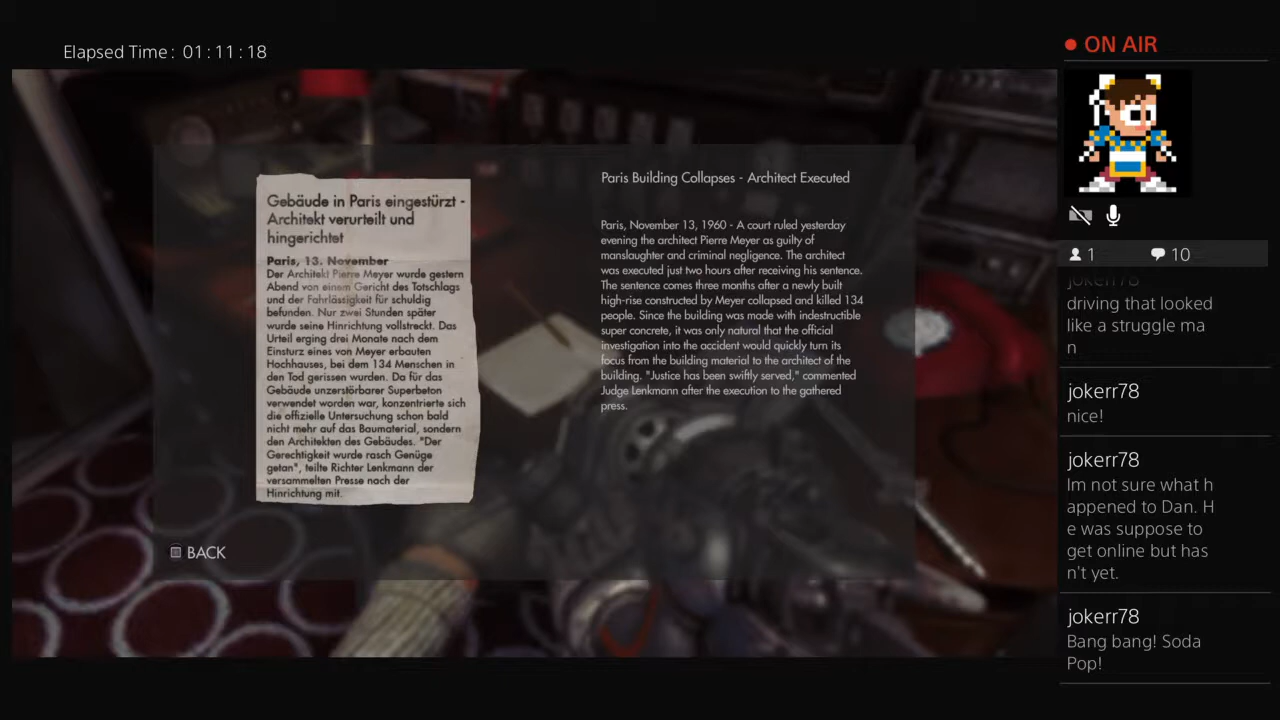 Elapsed Time: 01:11:18
Gebäude in Paris eingestürzt -
Architekt verurteilt und
hingerichtet
Paris, 13. November
Der Architekt Pierre Meyer wurde gestern
Abend von einem Gericht des Totschlags
und der Fahrlässigkeit für schuldig
befunden. Nur zwei Stunden später
wurde seine Hinrichtung vollstreckt. Das
Urteil erging drei Monate nach dem
Einsturz eines von Meyer erbauten
Hochhauses, bei dem 134 Menschen in
den Tod gerissen wurden. Da für das
Gebäude unzerstörbarer Superbeton
verwendet worden war, konzentrierte sich
die offizielle Untersuchung schon bald
nicht mehr auf das Baumaterial, sondern
den Architekten des Gebäudes. "Der
Gerechtigkeit wurde rasch Genüge
getan", teilte Richter Lenkmann der
versammelten Presse nach der
Hinrichtung mit.
Paris Building Collapses - Architect Executed
Paris, November 13, 1960 - A court ruled yesterday
evening the architect Pierre Meyer as guilty of
manslaughter and criminal negligence. The architect
was executed just two hours after receiving his sentence.
The sentence comes three months after a newly built
high-rise constructed by Meyer collapsed and killed 134
people. Since the building was made with indestructible
super concrete, it was only natural that the official
investigation into the accident would quickly turn its
focus from the building material to the architect of the
building. "Justice has been swiftly served," commented
Judge Lenkmann after the execution to the gathered
press.
BACK
ON AIR
1
10
jokerr78
driving that looked
like a struggle ma
n
jokerr78
nice!
jokerr78
Im not sure what h
appened to Dan. H
e was suppose to
get online but has
n't yet.
jokerr78
Bang bang! Soda
Pop!